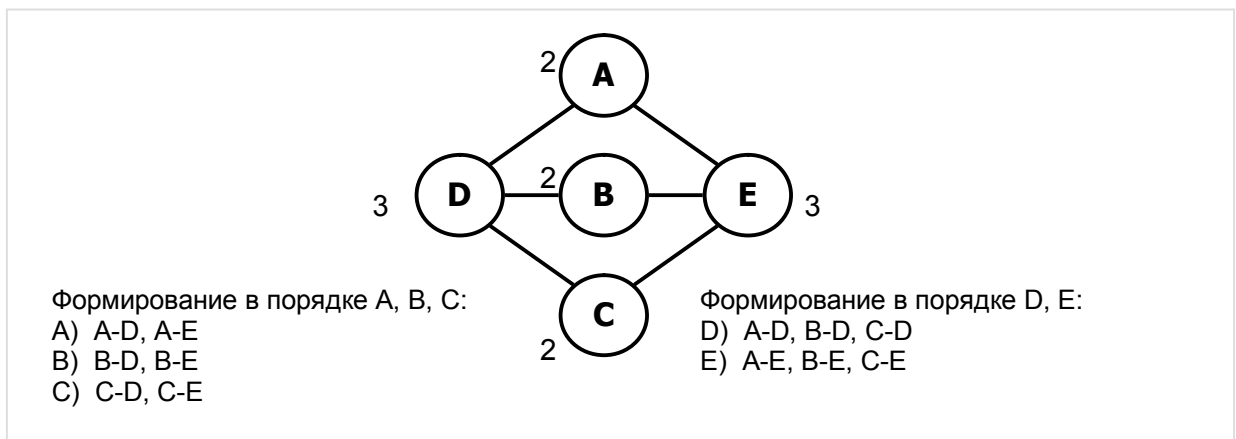 2
A
3
D
2
B
E
3
C
2
Формирование в порядке A, B, C:
A) A-D, A-E
B) B-D, B-E
C) C-D, C-E
Формирование в порядке D, E:
D) A-D, B-D, C-D
E) A-E, B-E, C-E